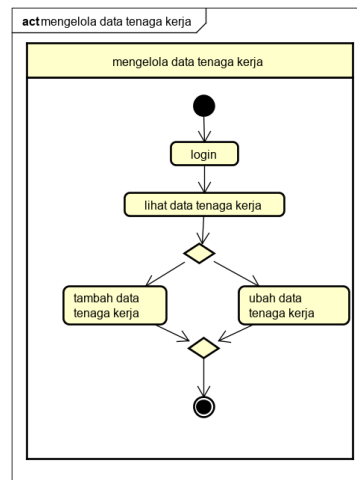 act mengelola data tenaga kerja
mengelola data tenaga kerja
login
lihat data tenaga kerja
tambah data
tenaga kerja
ubah data
tenaga kerja